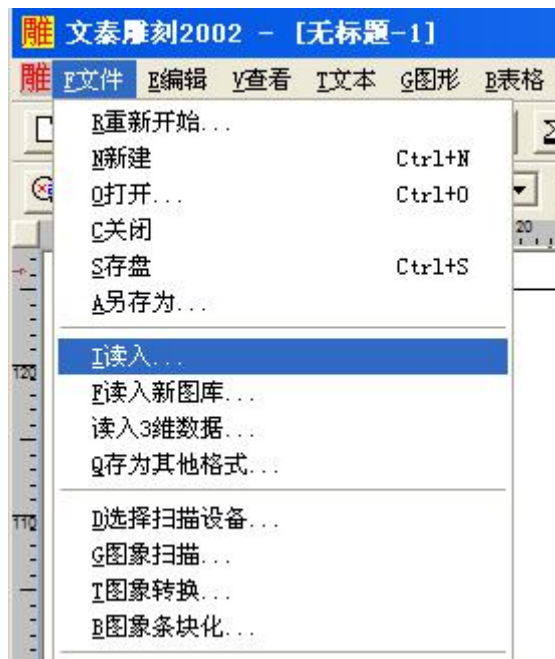 雕 文泰雕刻2002 - [无标题-1]
雕 F文件 E编辑 V查看 T文本 G图形 B表格
R重新开始...
N新建 Ctrl+N
O打开... Ctrl+O
C关闭
20
S存盘 Ctrl+S
A另存为...
I读入...
120
F读入新图库...
读入3维数据...
Q存为其他格式...
D选择扫描设备...
110
G图象扫描...
T图象转换...
B图象条块化...